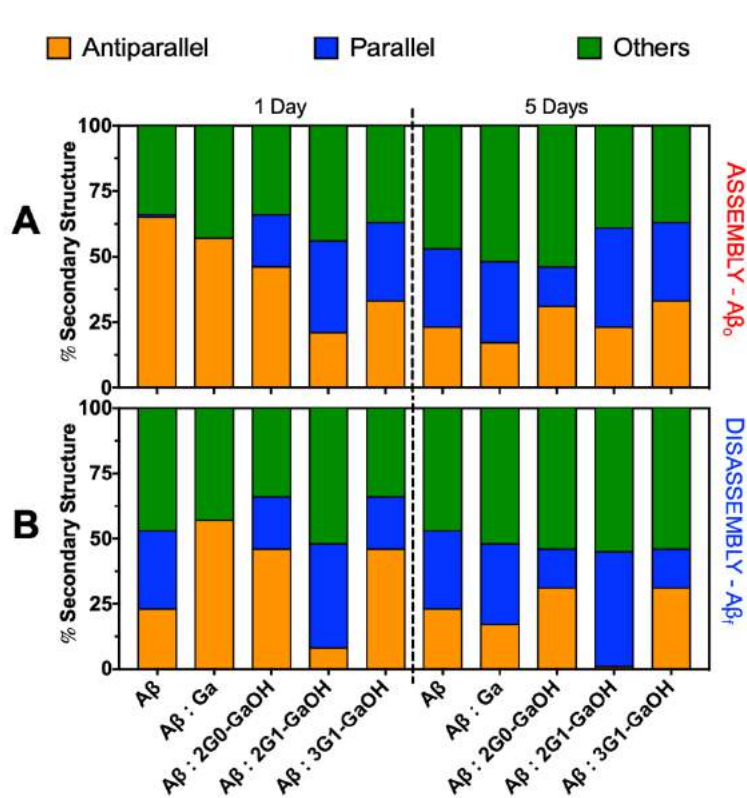 Antiparallel Parallel Others
1 Day 5 Days
A
% Secondary Structure
100
75
50
25
0
ASSEMBLY - Aβo
B
% Secondary Structure
100
75
50
25
0
DISASSEMBLY - Aβf
Aβ
Aβ : Ga
Aβ : 2G0-GaOH
Aβ : 2G1-GaOH
Aβ : 3G1-GaOH
Aβ
Aβ : Ga
Aβ : 2G0-GaOH
Aβ : 2G1-GaOH
Aβ : 3G1-GaOH